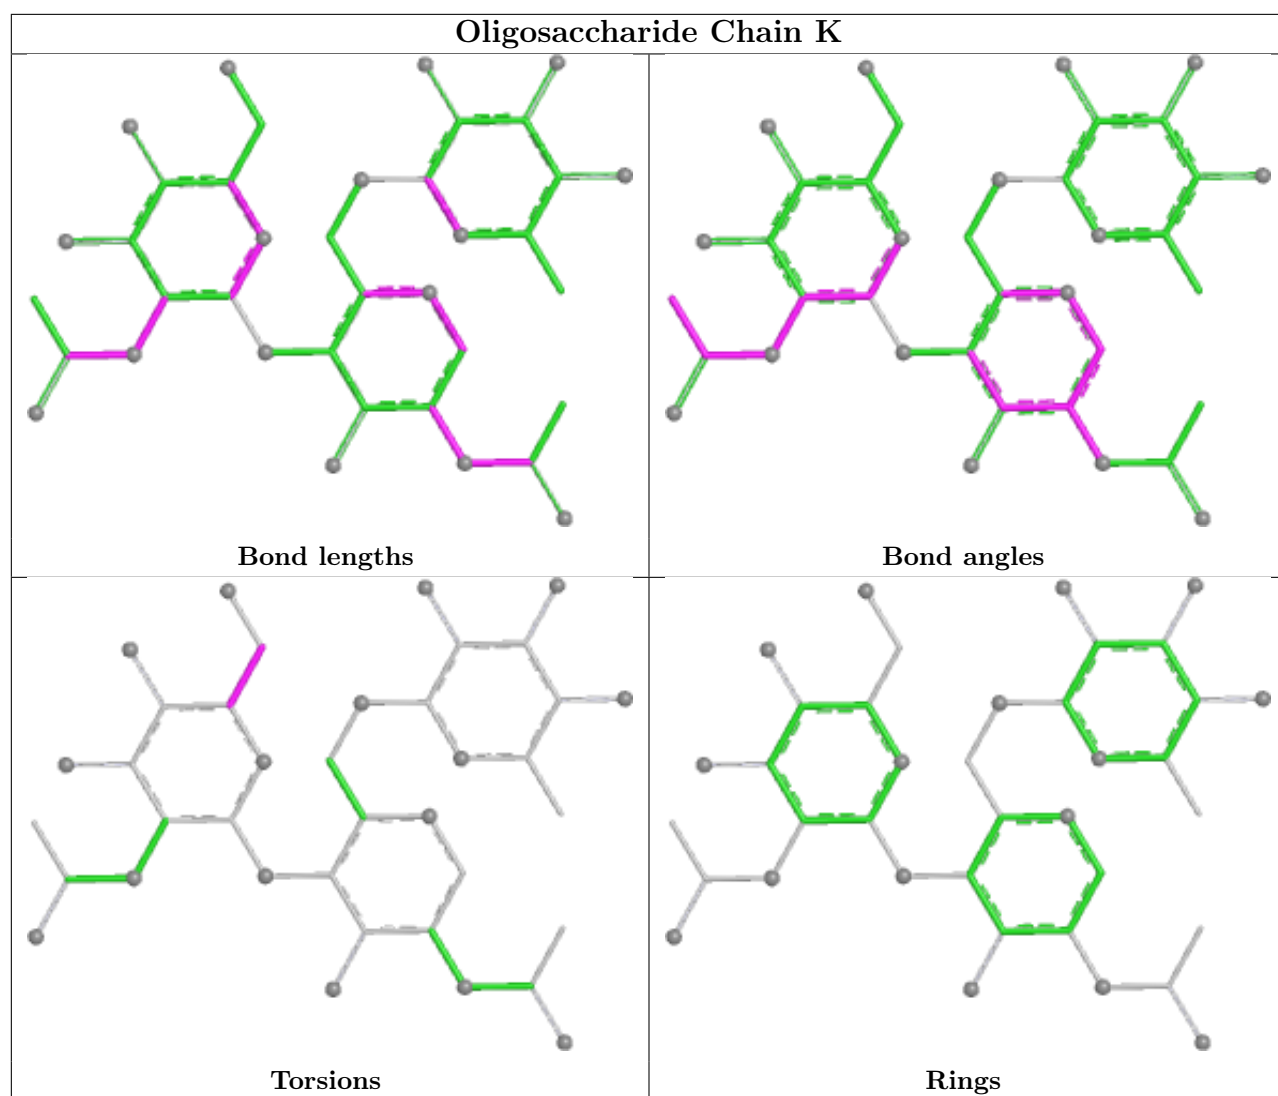 Oligosaccharide Chain K
Bond lengths
Bond angles
Torsions
Rings